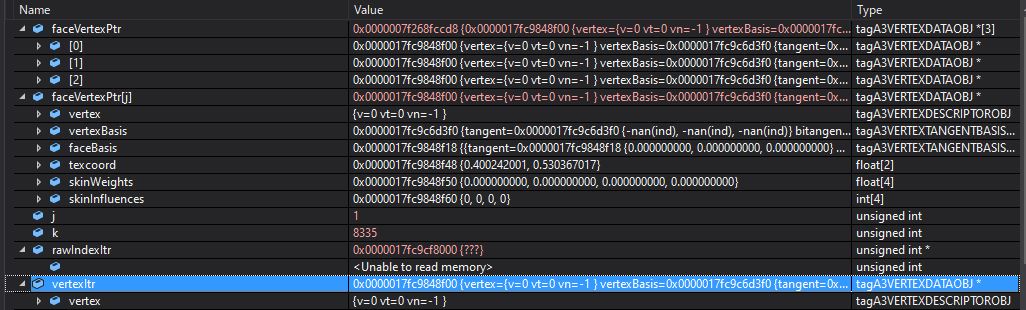 Name Value Type
faceVertexPtr 0x0000007f268fccd8 {0x0000017fc9848f00 {vertex={v=0 vt=0 vn=-1 } vertexBasis=0x0000017fc... tagA3VERTEXDATAOBJ *[3]
[0] 0x0000017fc9848f00 {vertex={v=0 vt=0 vn=-1 } vertexBasis=0x0000017fc9c6d3f0 {tangent=0x... tagA3VERTEXDATAOBJ *
[1] 0x0000017fc9848f00 {vertex={v=0 vt=0 vn=-1 } vertexBasis=0x0000017fc9c6d3f0 {tangent=0x... tagA3VERTEXDATAOBJ *
[2] 0x0000017fc9848f00 {vertex={v=0 vt=0 vn=-1 } vertexBasis=0x0000017fc9c6d3f0 {tangent=0x... tagA3VERTEXDATAOBJ *
faceVertexPtr[j] 0x0000017fc9848f00 {vertex={v=0 vt=0 vn=-1 } vertexBasis=0x0000017fc9c6d3f0 {tangent=0x... tagA3VERTEXDATAOBJ *
vertex {v=0 vt=0 vn=-1 } tagA3VERTEXDESCRIPTOROBJ
vertexBasis 0x0000017fc9c6d3f0 {tangent=0x0000017fc9c6d3f0 {-nan(ind), -nan(ind), -nan(ind)} bitangen... tagA3VERTEXTANGENTBASIS...
faceBasis 0x0000017fc9848f18 {{tangent=0x0000017fc9848f18 {0.000000000, 0.000000000, 0.000000000} ... tagA3VERTEXTANGENTBASIS...
texcoord 0x0000017fc9848f48 {0.400242001, 0.530367017} float[2]
skinWeights 0x0000017fc9848f50 {0.000000000, 0.000000000, 0.000000000, 0.000000000} float[4]
skinInfluences 0x0000017fc9848f60 {0, 0, 0, 0} int[4]
j 1 unsigned int
k 8335 unsigned int
rawIndexItr 0x0000017fc9cf8000 {???} unsigned int *
<Unable to read memory> unsigned int
vertexItr 0x0000017fc9848f00 {vertex={v=0 vt=0 vn=-1 } vertexBasis=0x0000017fc9c6d3f0 {tangent=0x... tagA3VERTEXDATAOBJ *
vertex {v=0 vt=0 vn=-1 } tagA3VERTEXDESCRIPTOROBJ